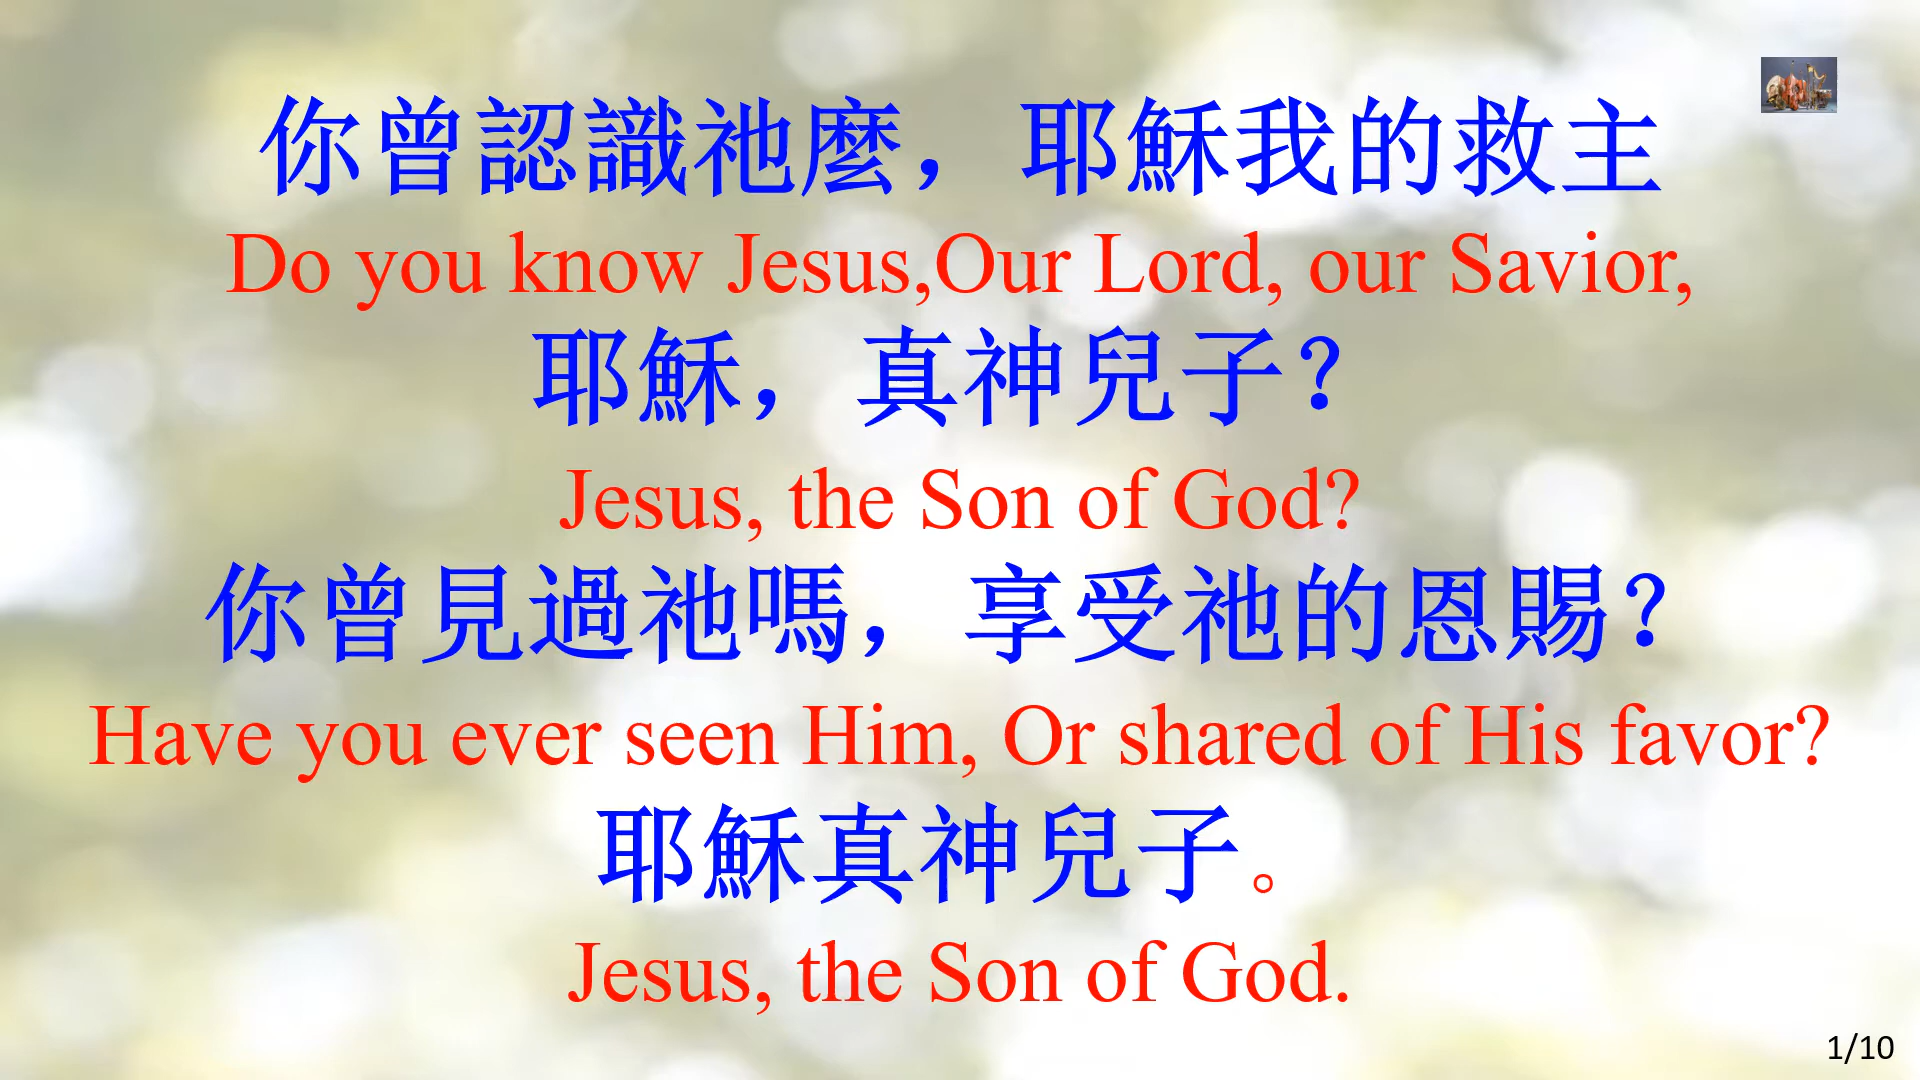 你曾認識祂麼，耶穌我的救主
Do you know Jesus,Our Lord, our Savior,
耶穌，真神兒子？
Jesus, the Son of God?
你曾見過祂嗎，享受祂的恩賜？
Have you ever seen Him, Or shared of His favor?
耶穌真神兒子。
Jesus, the Son of God.
1/10